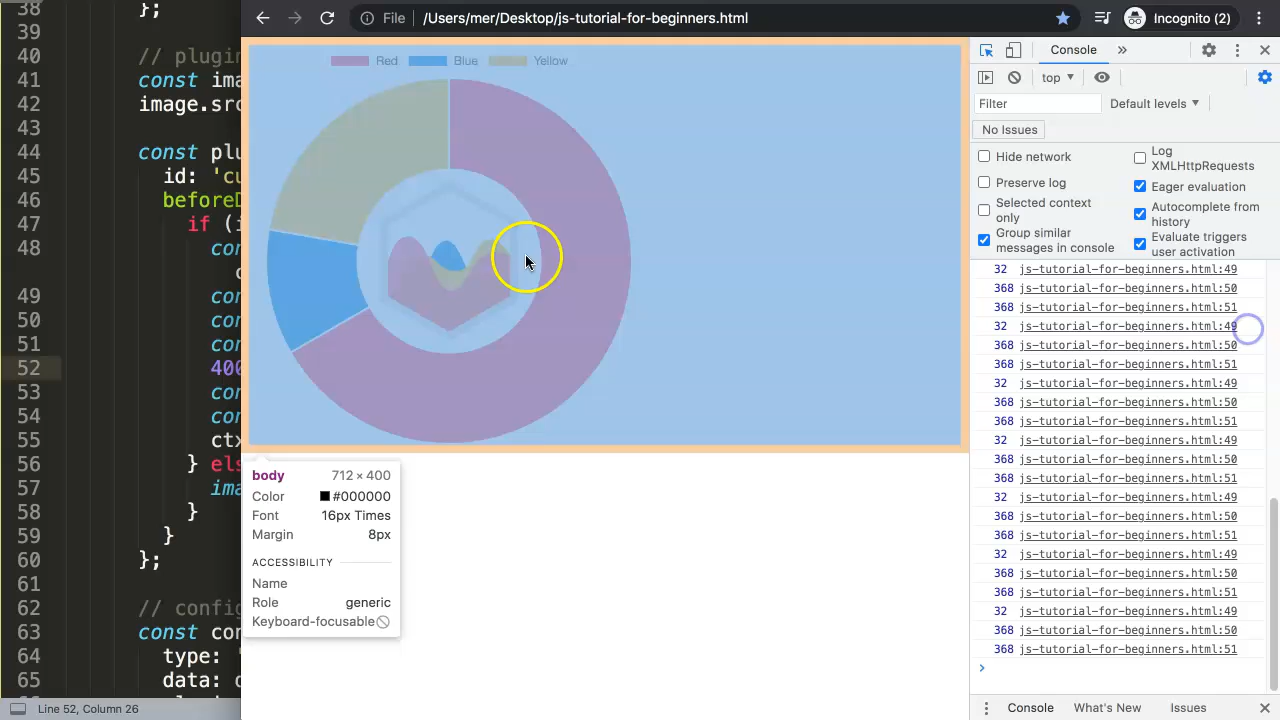 38 };
39
40 // plugin
41 const ima
42 image.src
43
44 const plu
45 id: 'cu
46 beforeD
47 if (i
48 co
c
49 con
50 con
51 con
52 400
53 con
54 con
55 ctx
56 } els
57 ima
58 }
59 }
60 };
61
62 // config
63 const con
64 type: '
65 data: d
Line 52, Column 26
File /Users/mer/Desktop/js-tutorial-for-beginners.html Incognito (2)
Red Blue Yellow
body 712 × 400
Color #000000
Font 16px Times
Margin 8px
ACCESSIBILITY
Name
Role generic
Keyboard-focusable
Console »
top ▼
Filter Default levels ▼
No Issues
Hide network
Log XMLHttpRequests
Preserve log
Eager evaluation
Selected context only
Autocomplete from history
Group similar messages in console
Evaluate triggers user activation
32 js-tutorial-for-beginners.html:49
368 js-tutorial-for-beginners.html:50
368 js-tutorial-for-beginners.html:51
32 js-tutorial-for-beginners.html:49
368 js-tutorial-for-beginners.html:50
368 js-tutorial-for-beginners.html:51
32 js-tutorial-for-beginners.html:49
368 js-tutorial-for-beginners.html:50
368 js-tutorial-for-beginners.html:51
32 js-tutorial-for-beginners.html:49
368 js-tutorial-for-beginners.html:50
368 js-tutorial-for-beginners.html:51
32 js-tutorial-for-beginners.html:49
368 js-tutorial-for-beginners.html:50
368 js-tutorial-for-beginners.html:51
32 js-tutorial-for-beginners.html:49
368 js-tutorial-for-beginners.html:50
368 js-tutorial-for-beginners.html:51
32 js-tutorial-for-beginners.html:49
368 js-tutorial-for-beginners.html:50
368 js-tutorial-for-beginners.html:51
>
Console What's New Issues